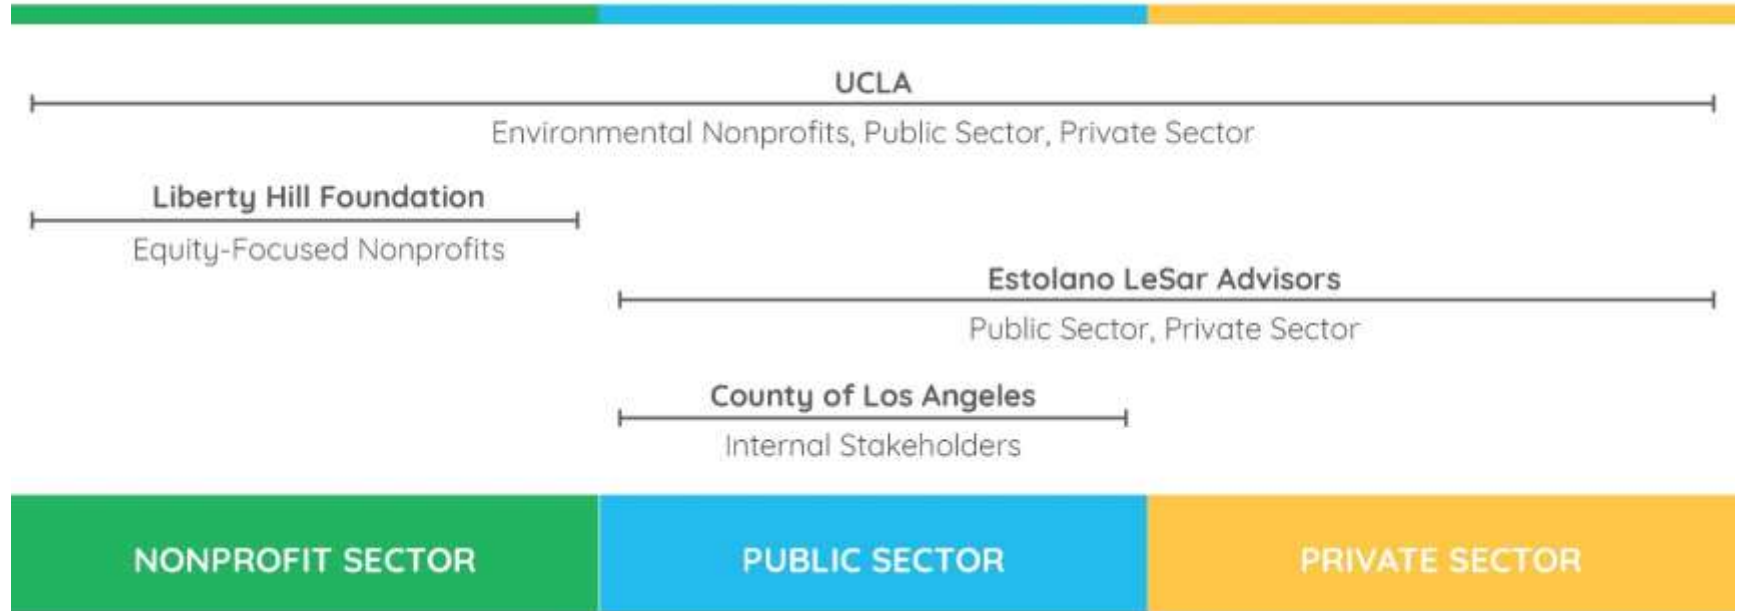 UCLA
Environmental Nonprofits, Public Sector, Private Sector
Liberty Hill Foundation
Equity-Focused Nonprofits
Estolano LeSar Advisors
Public Sector, Private Sector
County of Los Angeles
Internal Stakeholders
NONPROFIT SECTOR
PUBLIC SECTOR
PRIVATE SECTOR